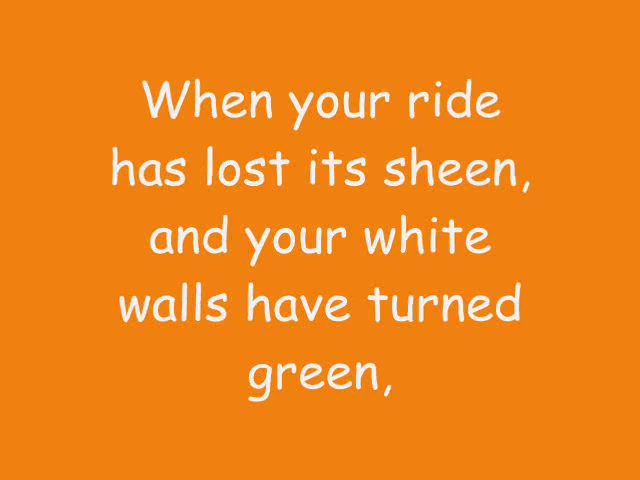 When your ride
has lost its sheen,
and your white
walls have turned
green,